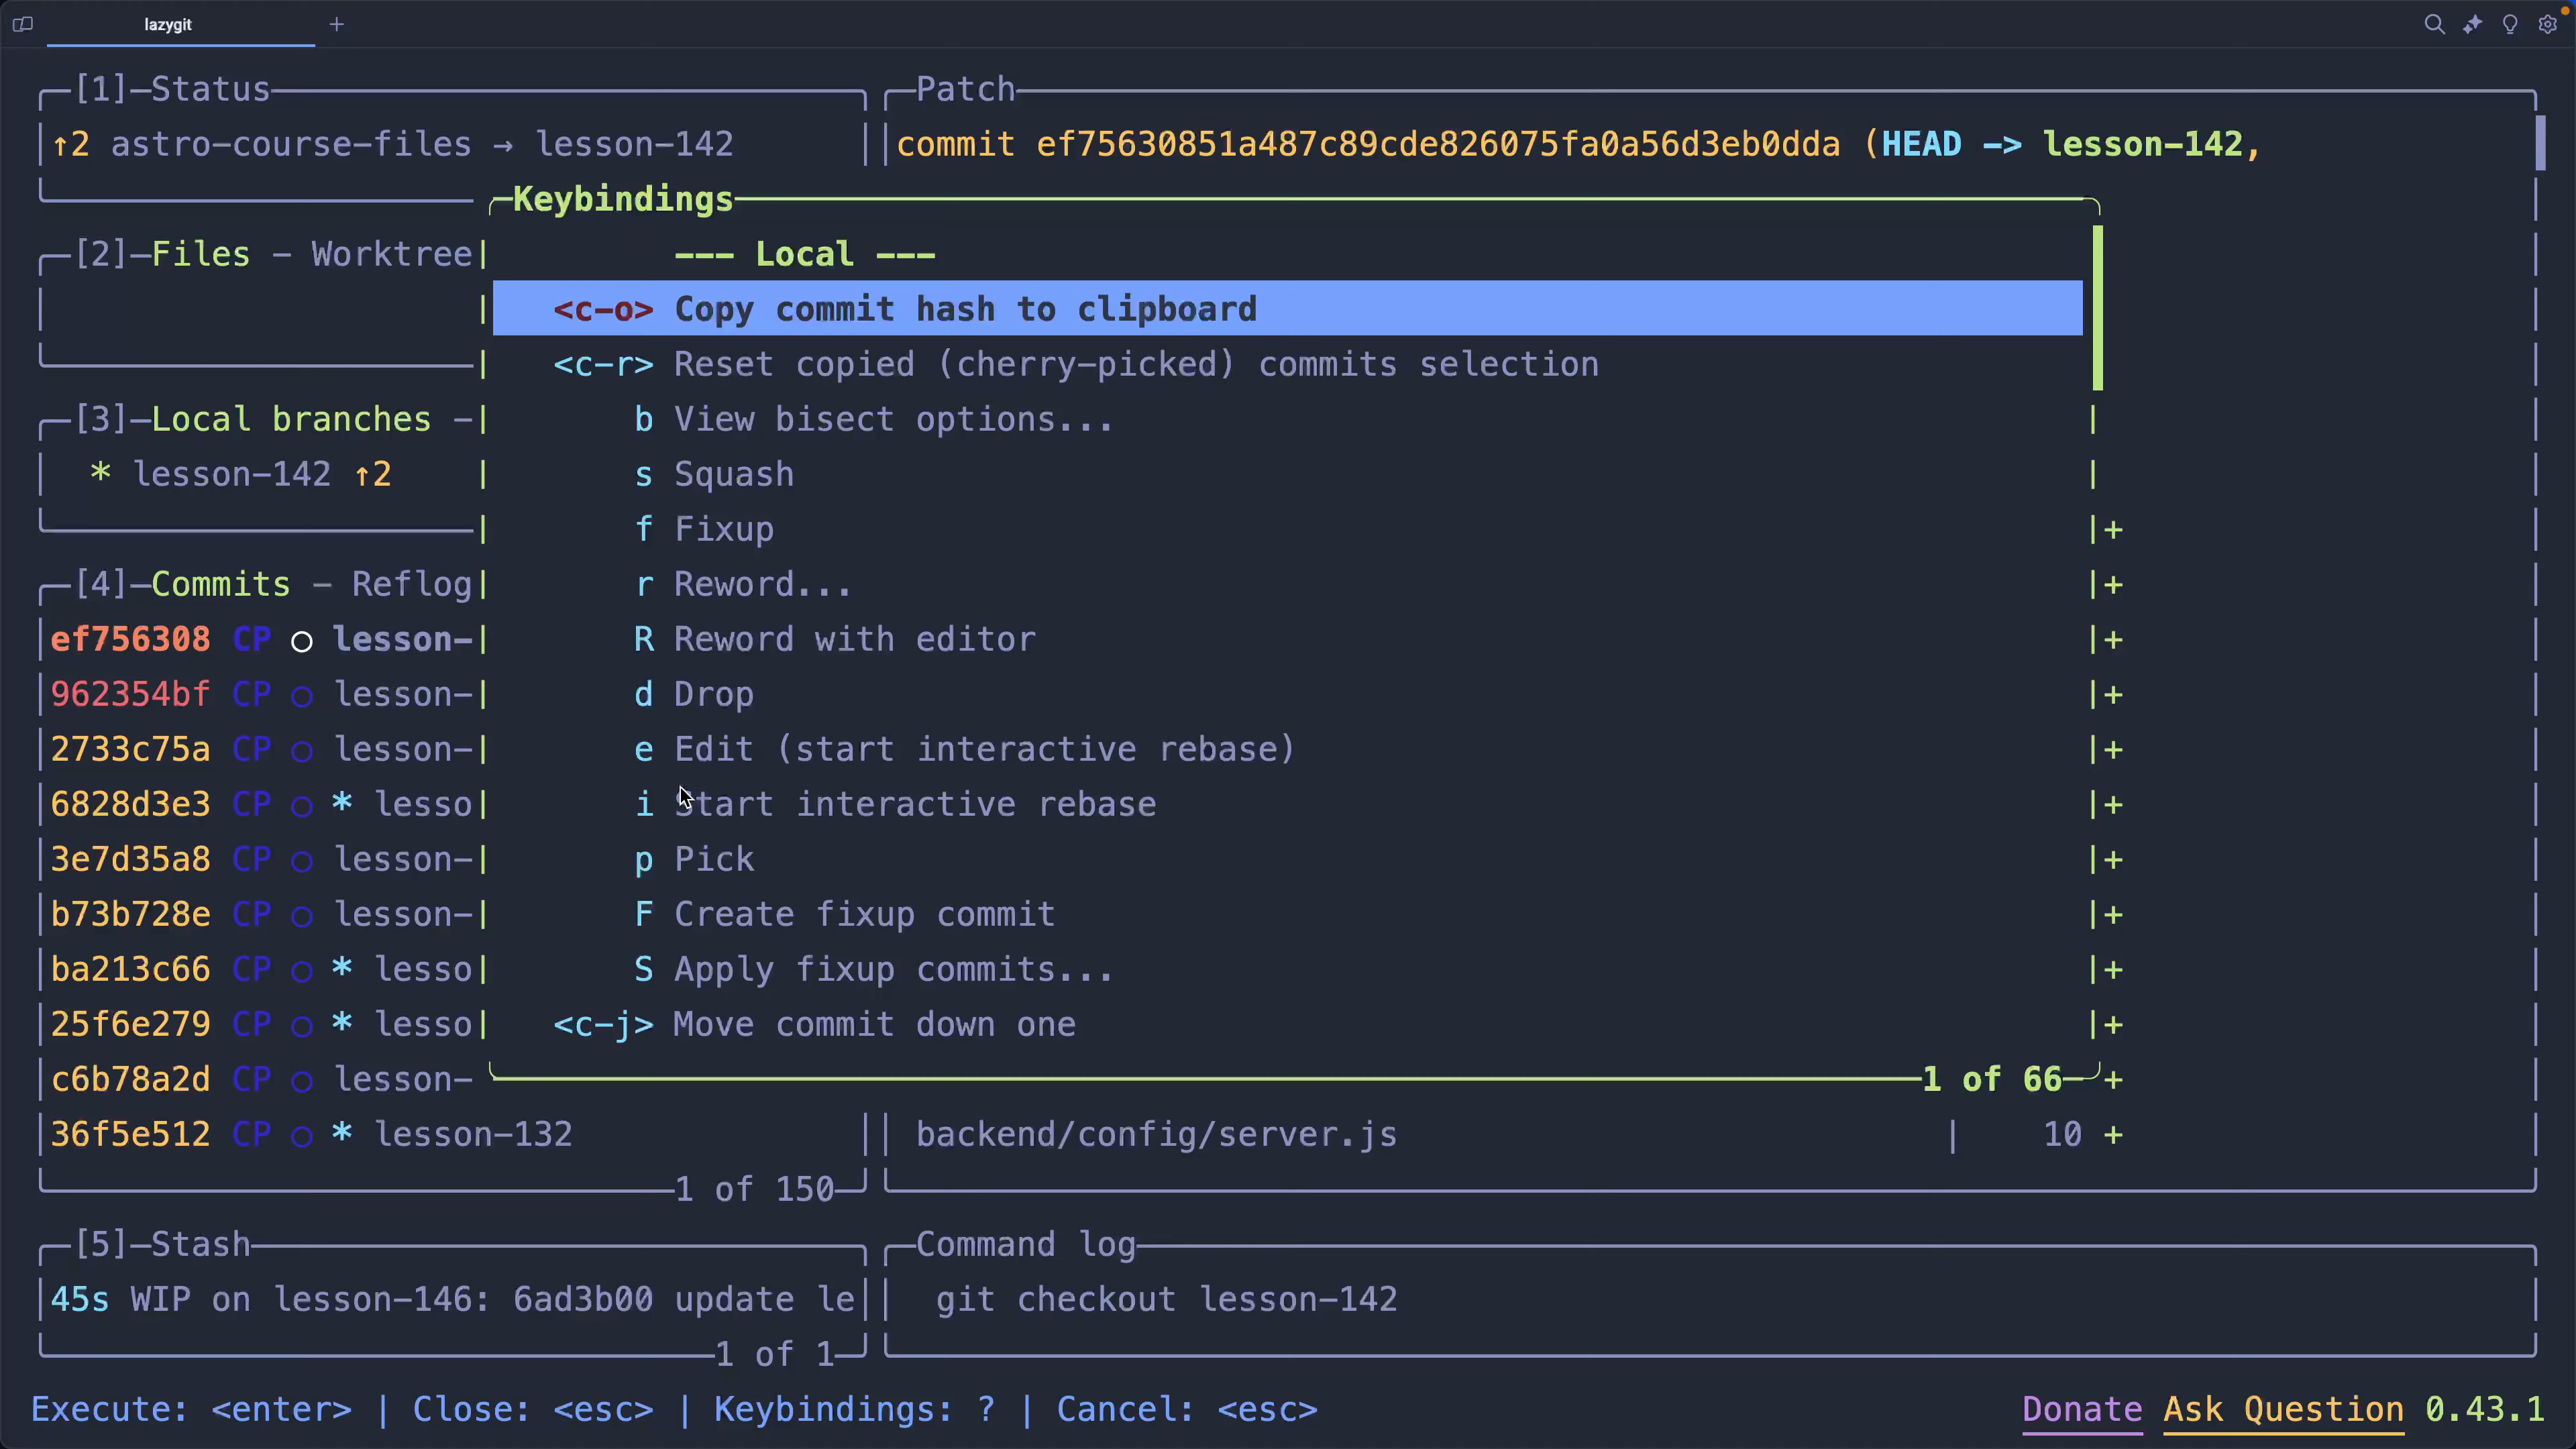 lazygit
[1]–Status
Patch
↑2 astro-course-files → lesson-142
commit ef75630851a487c89cde826075fa0a56d3eb0dda (HEAD -> lesson-142,
Keybindings
[2]–Files – Worktree
--- Local ---
<c-o> Copy commit hash to clipboard
<c-r> Reset copied (cherry-picked) commits selection
[3]–Local branches –
b View bisect options...
* lesson-142 ↑2
s Squash
f Fixup
+
[4]–Commits – Reflog
r Reword...
+
ef756308 CP ○ lesson-
R Reword with editor
+
962354bf CP ○ lesson-
d Drop
+
2733c75a CP ○ lesson-
e Edit (start interactive rebase)
+
6828d3e3 CP ○ * lesso
i Start interactive rebase
+
3e7d35a8 CP ○ lesson-
p Pick
+
b73b728e CP ○ lesson-
F Create fixup commit
+
ba213c66 CP ○ * lesso
S Apply fixup commits...
+
25f6e279 CP ○ * lesso
<c-j> Move commit down one
+
c6b78a2d CP ○ lesson-
1 of 66
+
36f5e512 CP ○ * lesson-132
backend/config/server.js | 10 +
1 of 150
[5]–Stash
Command log
45s WIP on lesson-146: 6ad3b00 update le
git checkout lesson-142
1 of 1
Execute: <enter> | Close: <esc> | Keybindings: ? | Cancel: <esc>
Donate Ask Question 0.43.1